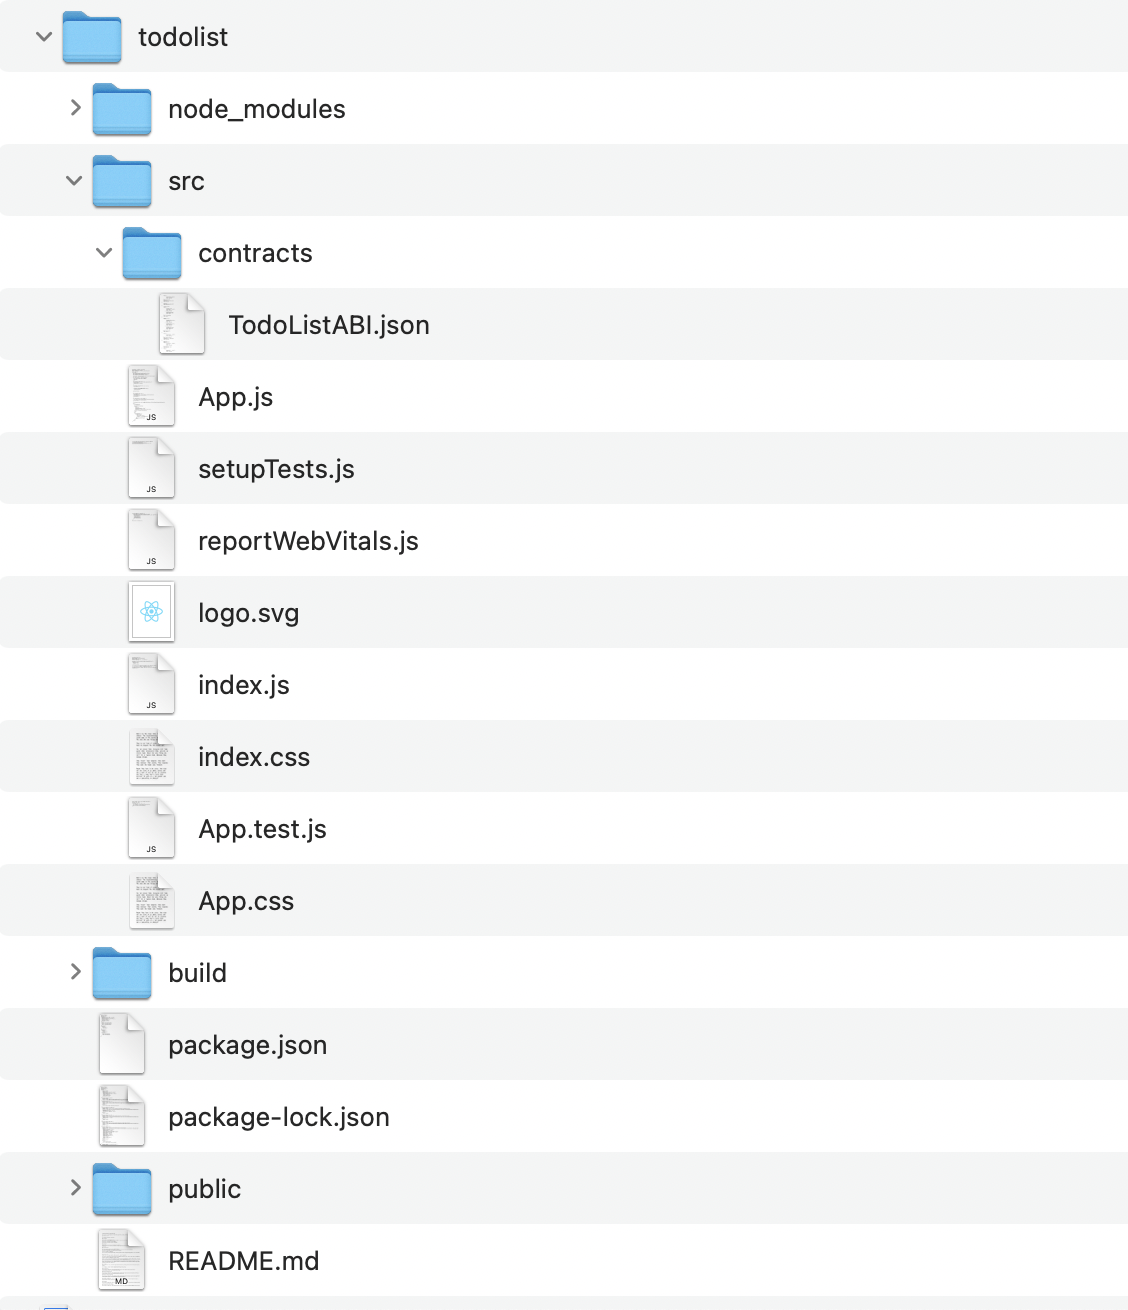 todolist
node_modules
src
contracts
TodoListABI.json
App.js
JS
setupTests.js
JS
reportWebVitals.js
JS
logo.svg
index.js
JS
index.css
App.test.js
JS
App.css
build
package.json
package-lock.json
public
README.md
MD